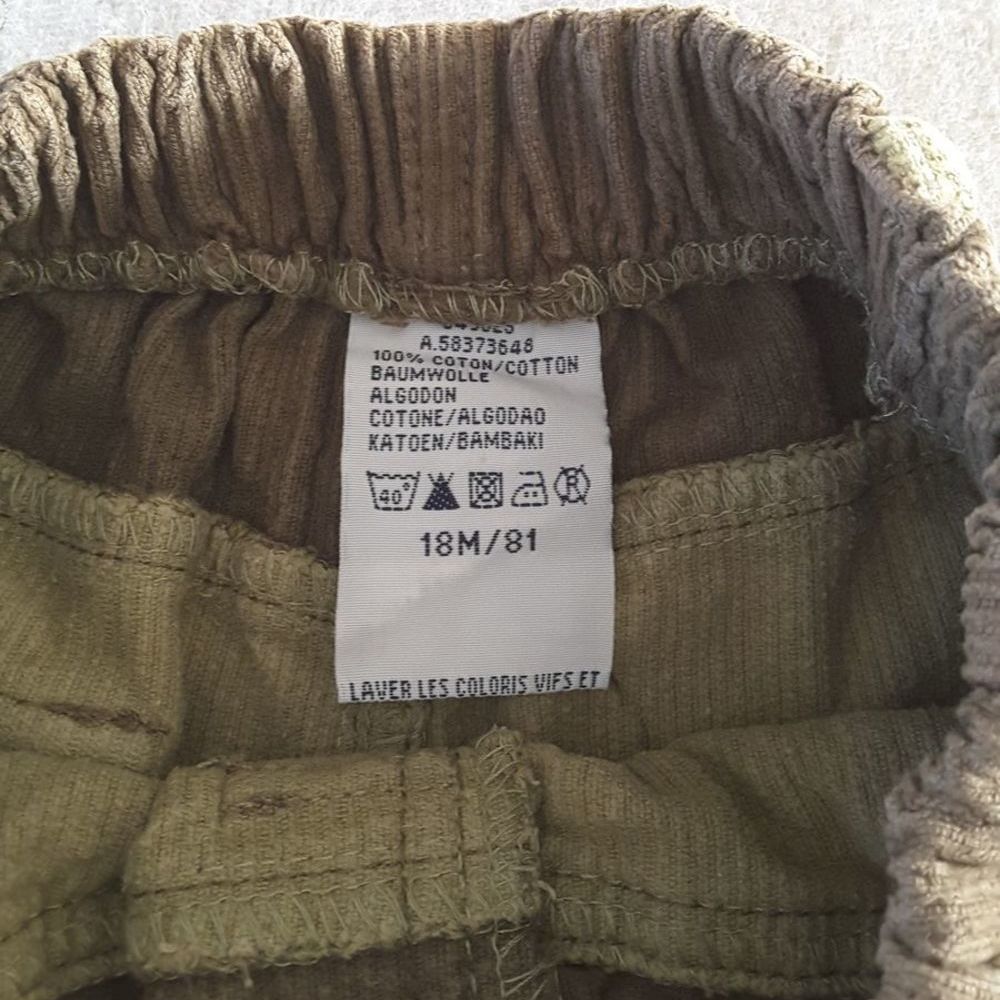 A.58373648
100% COTON/COTTON
BAUMWOLLE
ALGODON
COTONE/ALGODAO
KATOEN/BAMBAKI
40° R
18M/81
LAVER LES COLORIS VIFS ET